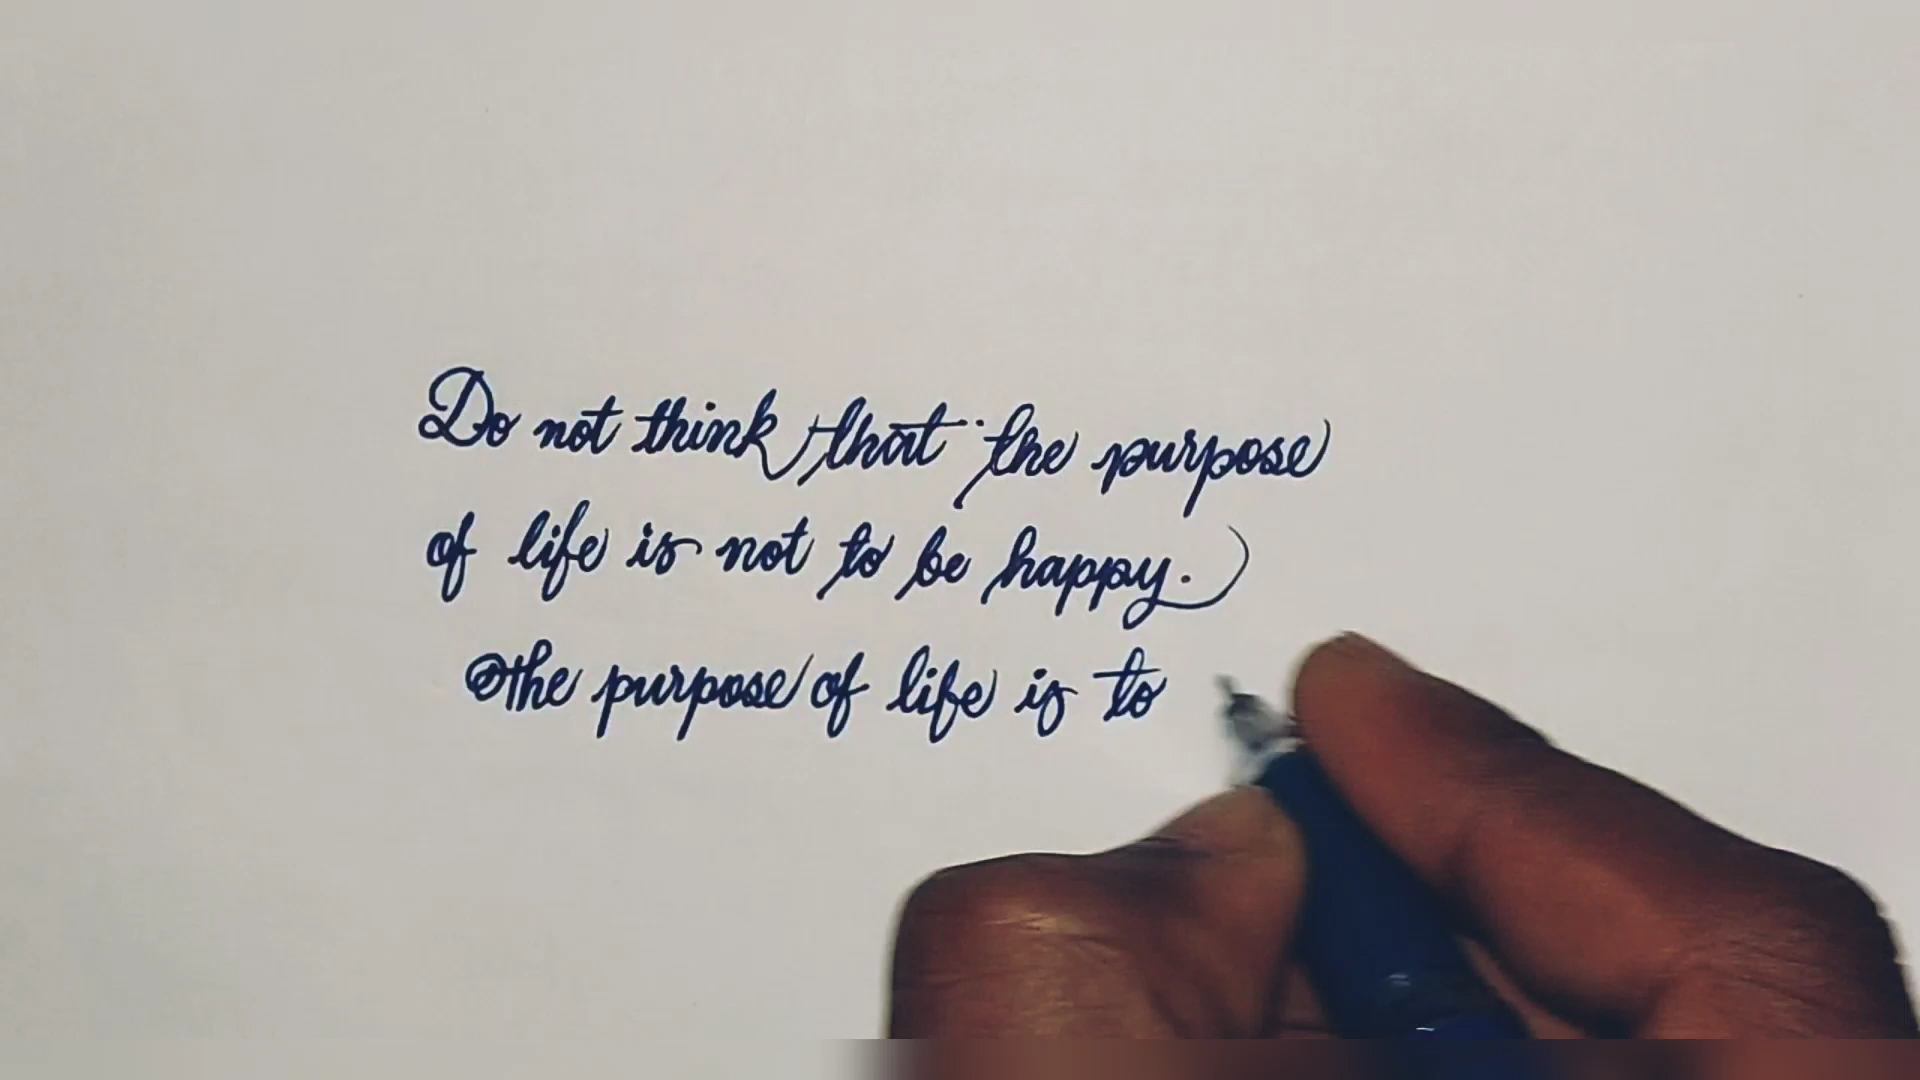 Do not think that the purpose
of life is not to be happy.
The purpose of life is to